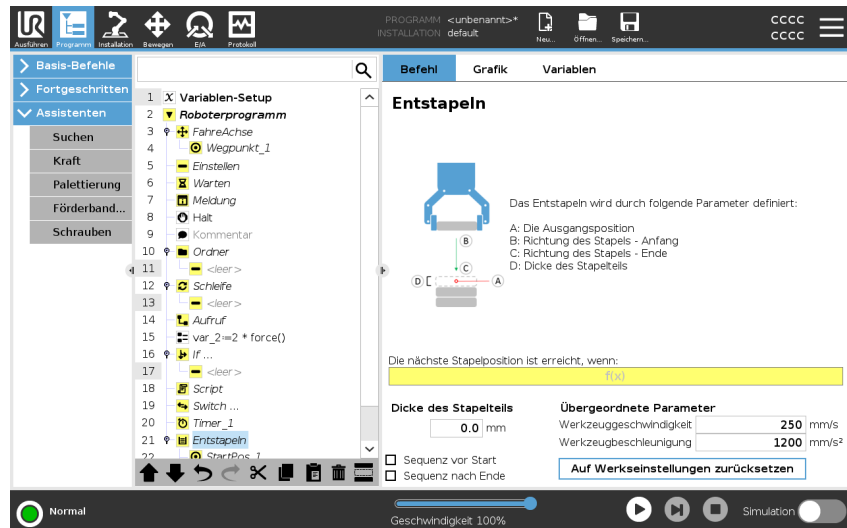 PROGRAMM <unbenannt>*
INSTALLATION default
Ausführen Programm Installation Bewegen E/A Protokoll
Neu... Öffnen... Speichern...
CCCC
CCCC
Basis-Befehle
Fortgeschritten
Assistenten
Suchen
Kraft
Palettierung
Förderband...
Schrauben
1 X Variablen-Setup
2 Roboterprogramm
3 FahreAchse
4 Wegpunkt_1
5 Einstellen
6 Warten
7 Meldung
8 Halt
9 Kommentar
10 Ordner
11 <leer>
12 Schleife
13 <leer>
14 Aufruf
15 var_2:=2 * force()
16 If ...
17 <leer>
18 Script
19 Switch ...
20 Timer_1
21 Entstapeln
22 StartPos_1
Befehl Grafik Variablen
Entstapeln
Das Entstapeln wird durch folgende Parameter definiert:
A: Die Ausgangsposition
B: Richtung des Stapels - Anfang
C: Richtung des Stapels - Ende
D: Dicke des Stapelteils
B
C
D A
Die nächste Stapelposition ist erreicht, wenn:
f(x)
Dicke des Stapelteils
0.0 mm
Übergeordnete Parameter
Werkzeuggeschwindigkeit 250 mm/s
Werkzeugbeschleunigung 1200 mm/s²
Sequenz vor Start
Sequenz nach Ende
Auf Werkseinstellungen zurücksetzen
Normal
Geschwindigkeit 100%
Simulation